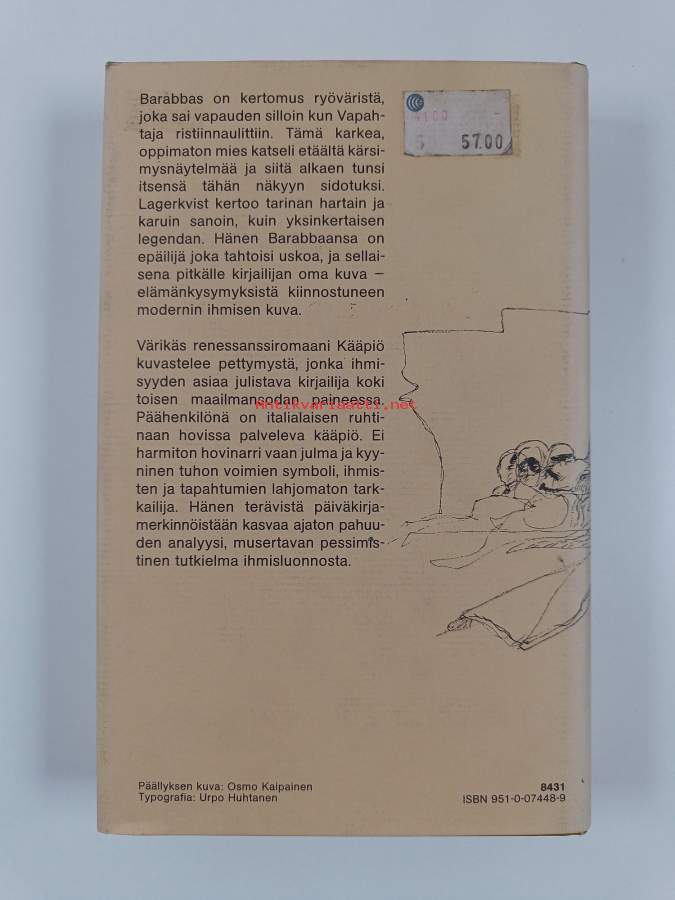 Barabbas on kertomus ryöväristä,
joka sai vapauden silloin kun Vapah-
taja ristiinnaulittiin. Tämä karkea,
oppimaton mies katseli etäältä kärsi-
mysnäytelmää ja siitä alkaen tunsi
itsensä tähän näkyyn sidotuksi.
Lagerkvist kertoo tarinan hartain ja
karuin sanoin, kuin yksinkertaisen
legendan. Hänen Barabbaansa on
epäilijä joka tahtoisi uskoa, ja sellai-
sena pitkälle kirjailijan oma kuva –
elämänkysymyksistä kiinnostuneen
modernin ihmisen kuva.
Värikäs renessanssiromaani Kääpiö
kuvastelee pettymystä, jonka ihmi-
syyden asiaa julistava kirjailija koki
toisen maailmansodan paineessa.
Päähenkilönä on italialaisen ruhti-
naan hovissa palveleva kääpiö. Ei
harmiton hovinarri vaan julma ja kyy-
ninen tuhon voimien symboli, ihmis-
ten ja tapahtumien lahjomaton tark-
kailija. Hänen terävistä päiväkirja-
merkinnöistään kasvaa ajaton pahuu-
den analyysi, musertavan pessimis-
tinen tutkielma ihmisluonnosta.
57.00
Antikvariaatti.net
Päällyksen kuva: Osmo Kaipainen
Typografia: Urpo Huhtanen
8431
ISBN 951-0-07448-9